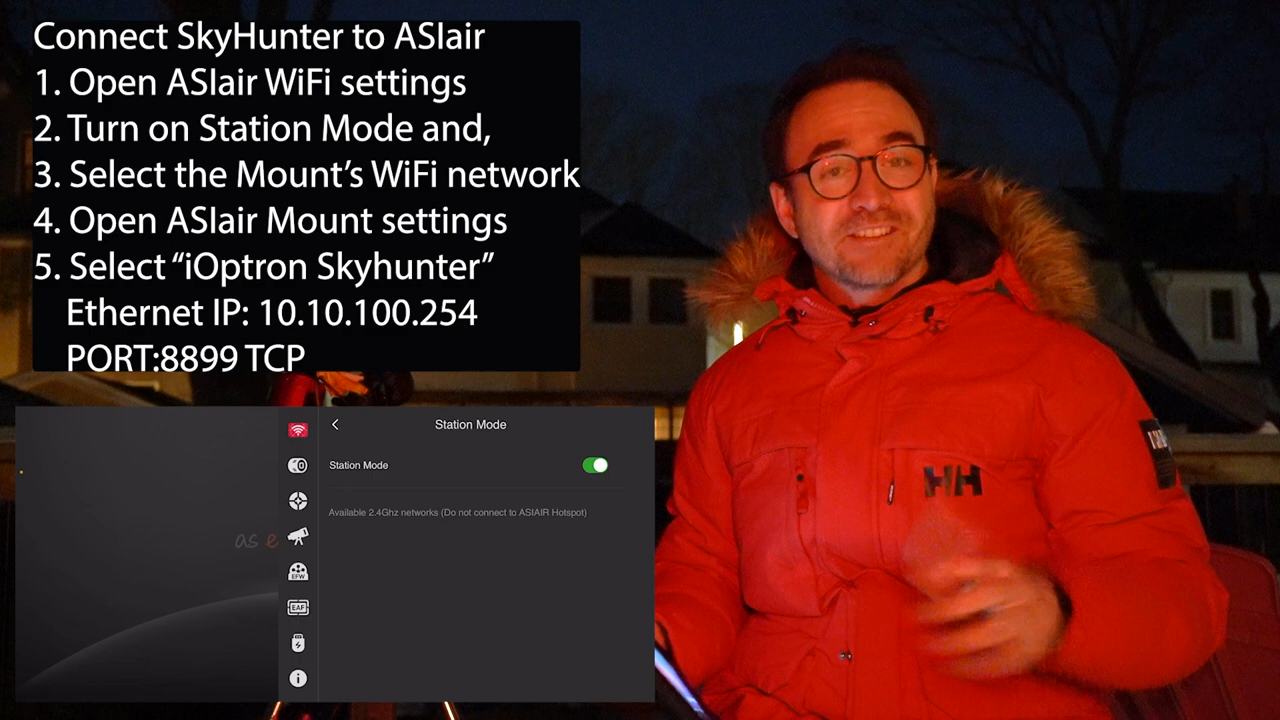 Connect SkyHunter to ASIair
1. Open ASIair WiFi settings
2. Turn on Station Mode and,
3. Select the Mount's WiFi network
4. Open ASIair Mount settings
5. Select “iOptron Skyhunter”
Ethernet IP: 10.10.100.254
PORT:8899 TCP
Station Mode
Station Mode
Available 2.4Ghz networks (Do not connect to ASIAIR Hotspot)
as e
EFW
EAF
HH